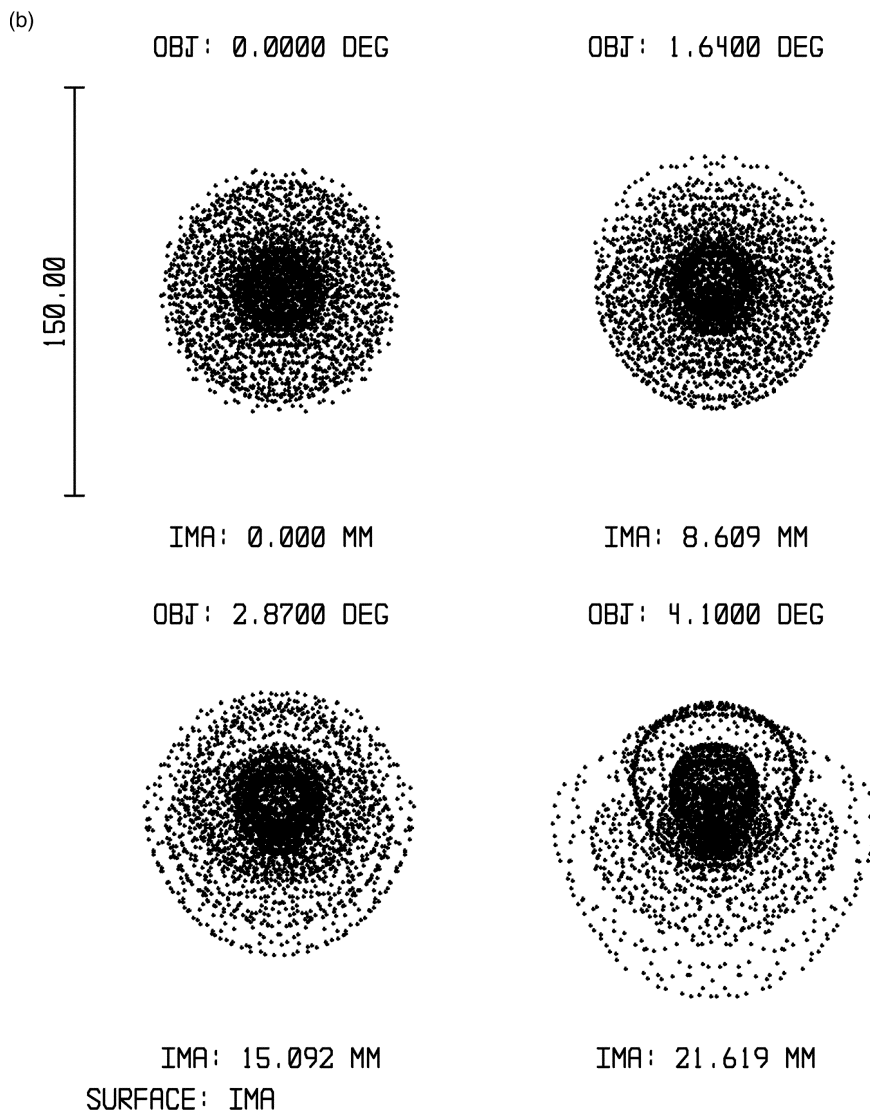 (b)
OBJ: 0.0000 DEG
OBJ: 1.6400 DEG
150.00
IMA: 0.000 MM
IMA: 8.609 MM
OBJ: 2.8700 DEG
OBJ: 4.1000 DEG
IMA: 15.092 MM
IMA: 21.619 MM
SURFACE: IMA